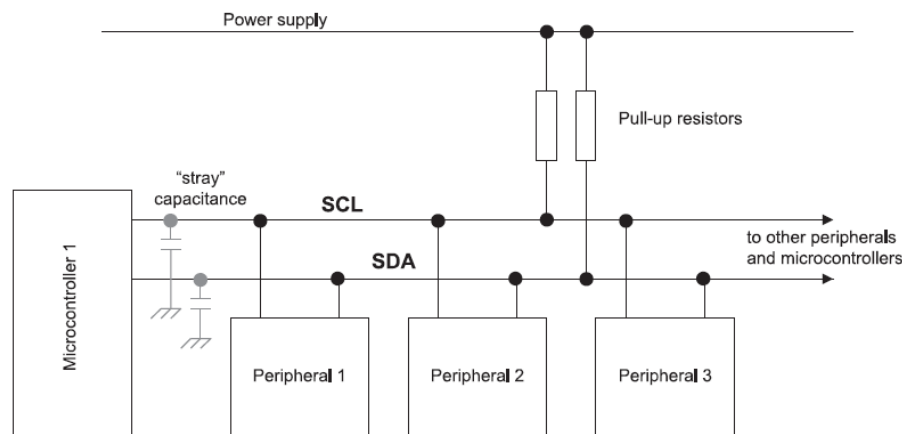 Power supply
Pull-up resistors
"stray"
capacitance
SCL
to other peripherals
and microcontrollers
SDA
Microcontroller 1
Peripheral 1
Peripheral 2
Peripheral 3